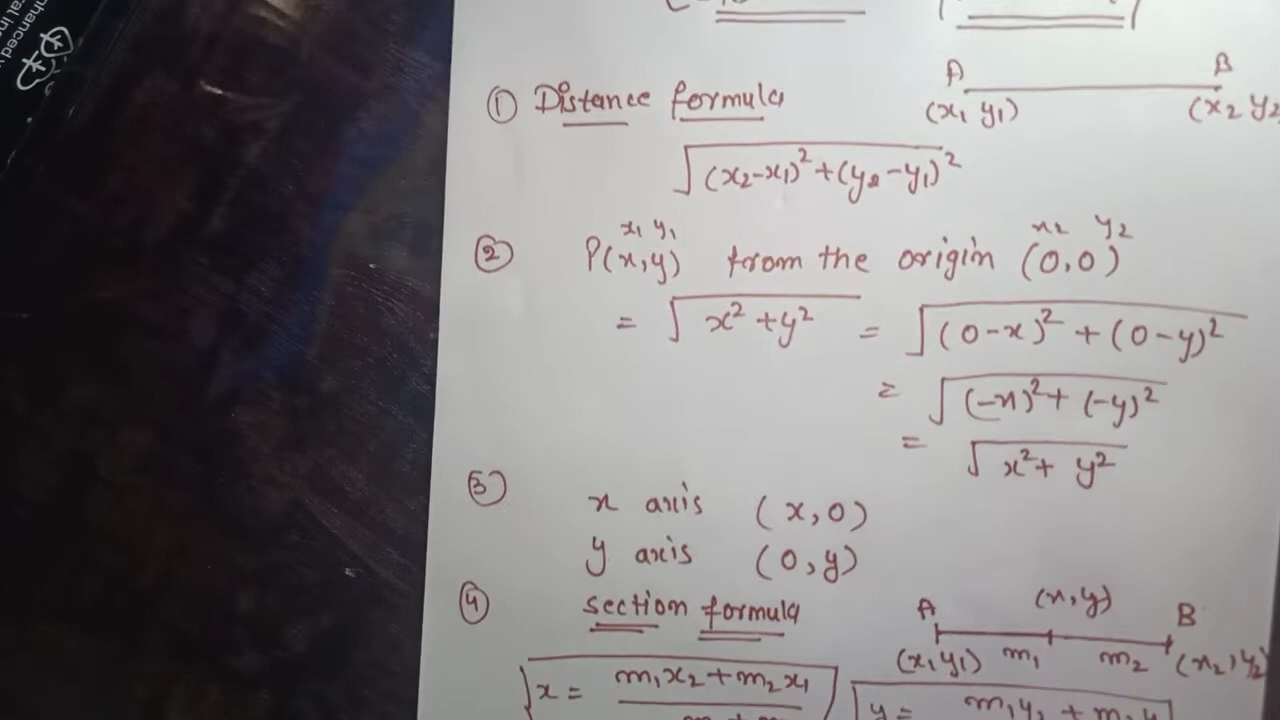 A B
① Distance formula (x₁ y₁) (x₂ y₂
√(x₂-x₁)²+(y₂-y₁)²
x₁ y₁ x₂ y₂
② P(x,y) from the origin (0,0)
= √x²+y² = √(0-x)²+(0-y)²
= √(-x)²+(-y)²
= √x²+y²
③ x axis (x,0)
y axis (0,y)
④ section formula A (x,y) B
(x₁y₁) m₁ m₂ (x₂,y₂)
x = m₁x₂+m₂x₁ y = m₁y₂+m₂y